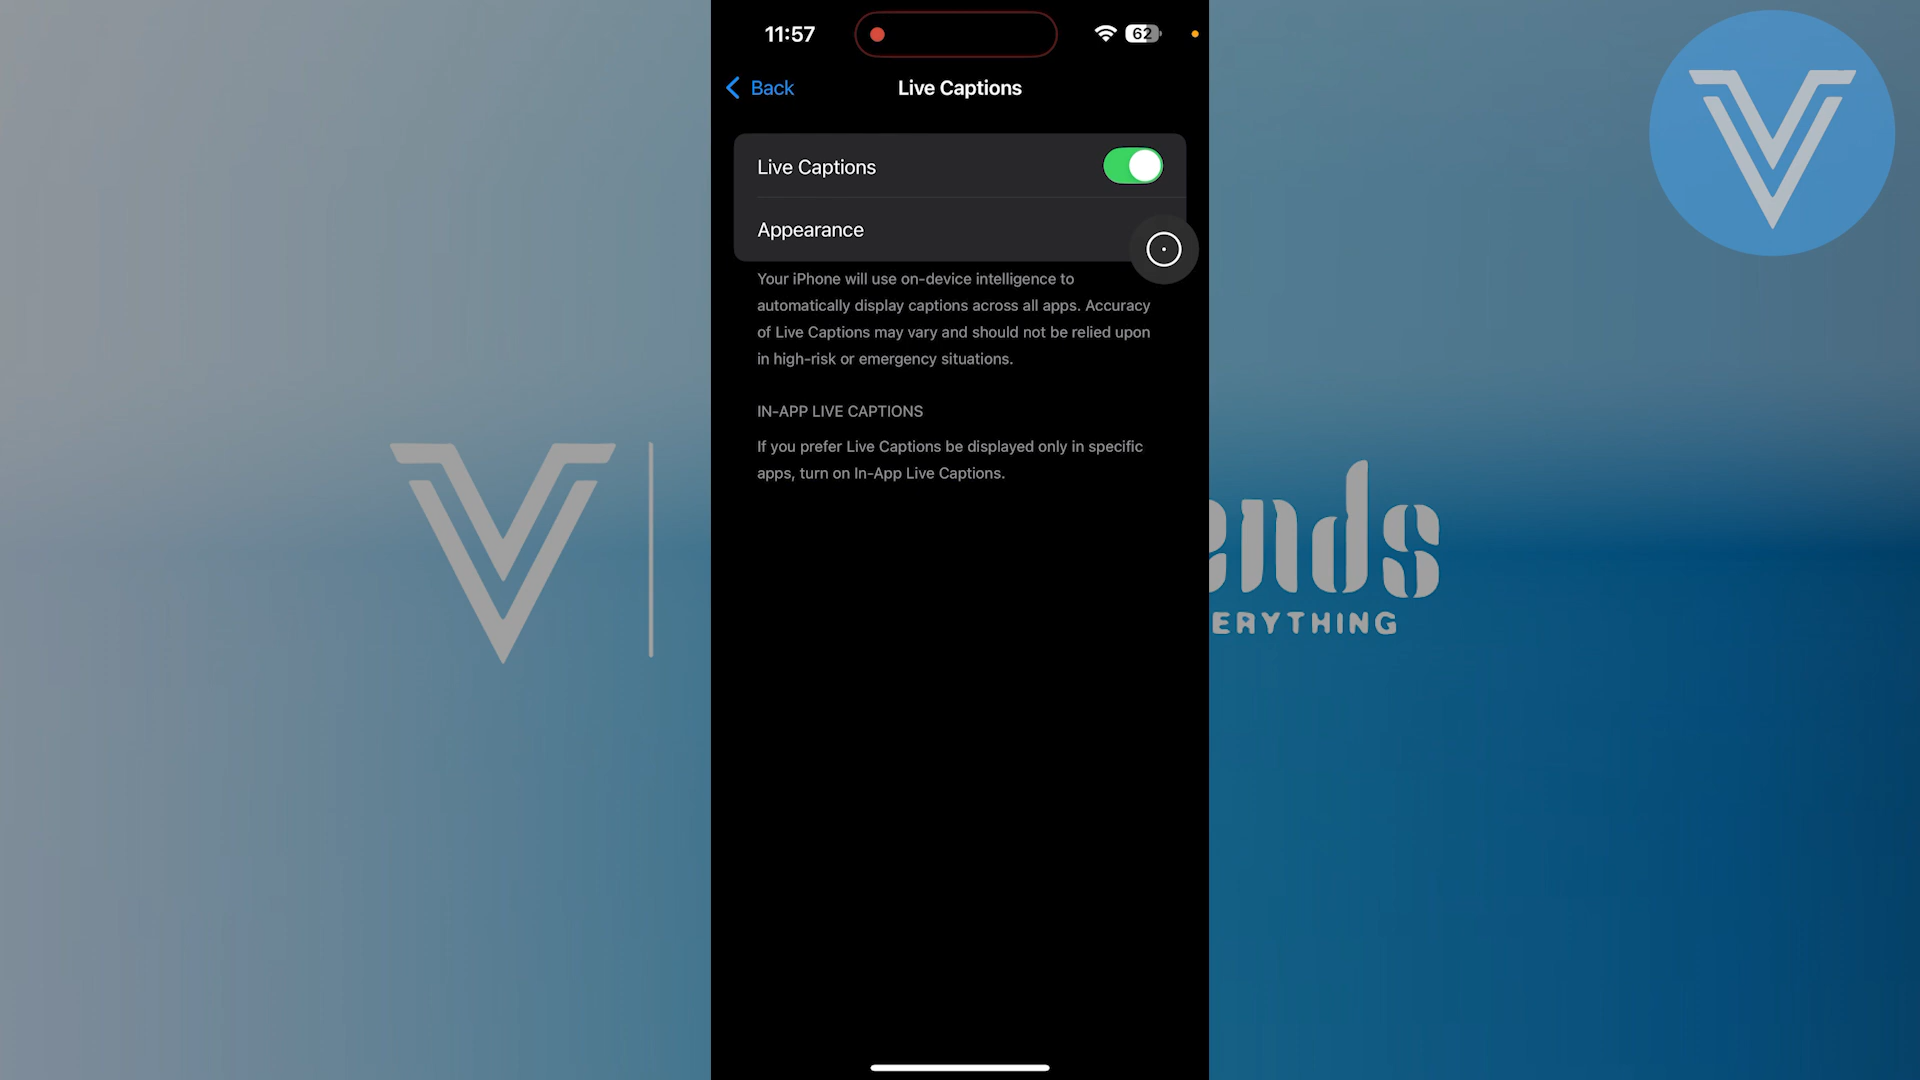 11:57
62
Back
Live Captions
Live Captions
Appearance
Your iPhone will use on-device intelligence to
automatically display captions across all apps. Accuracy
of Live Captions may vary and should not be relied upon
in high-risk or emergency situations.
IN-APP LIVE CAPTIONS
If you prefer Live Captions be displayed only in specific
apps, turn on In-App Live Captions.
ends
ERYTHING